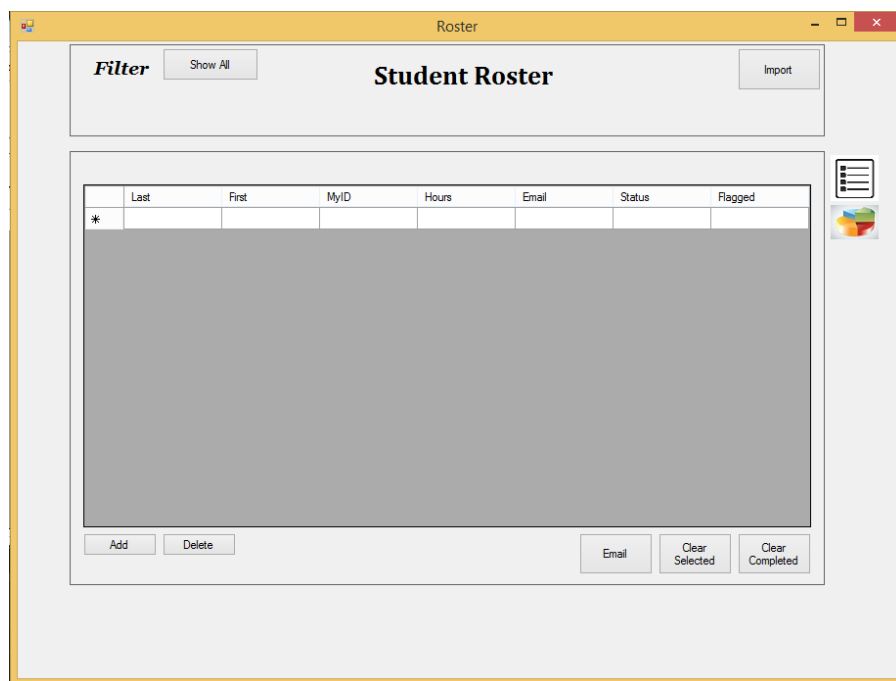 Roster
Filter
Show All
Student Roster
Import
Last First MyID Hours Email Status Flagged
*
Add Delete
Email
Clear Selected
Clear Completed